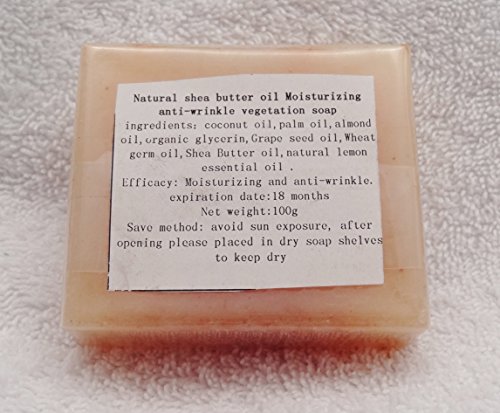 Natural shea butter oil Moisturizing
anti-wrinkle vegetation soap
ingredients: coconut oil,palm oil,almond
oil,organic glycerin,Grape seed oil,Wheat
germ oil,Shea Butter oil,natural lemon
essential oil .
Efficacy: Moisturizing and anti-wrinkle.
expiration date:18 months
Net weight:100g
Save method: avoid sun exposure, after
opening please placed in dry soap shelves
to keep dry